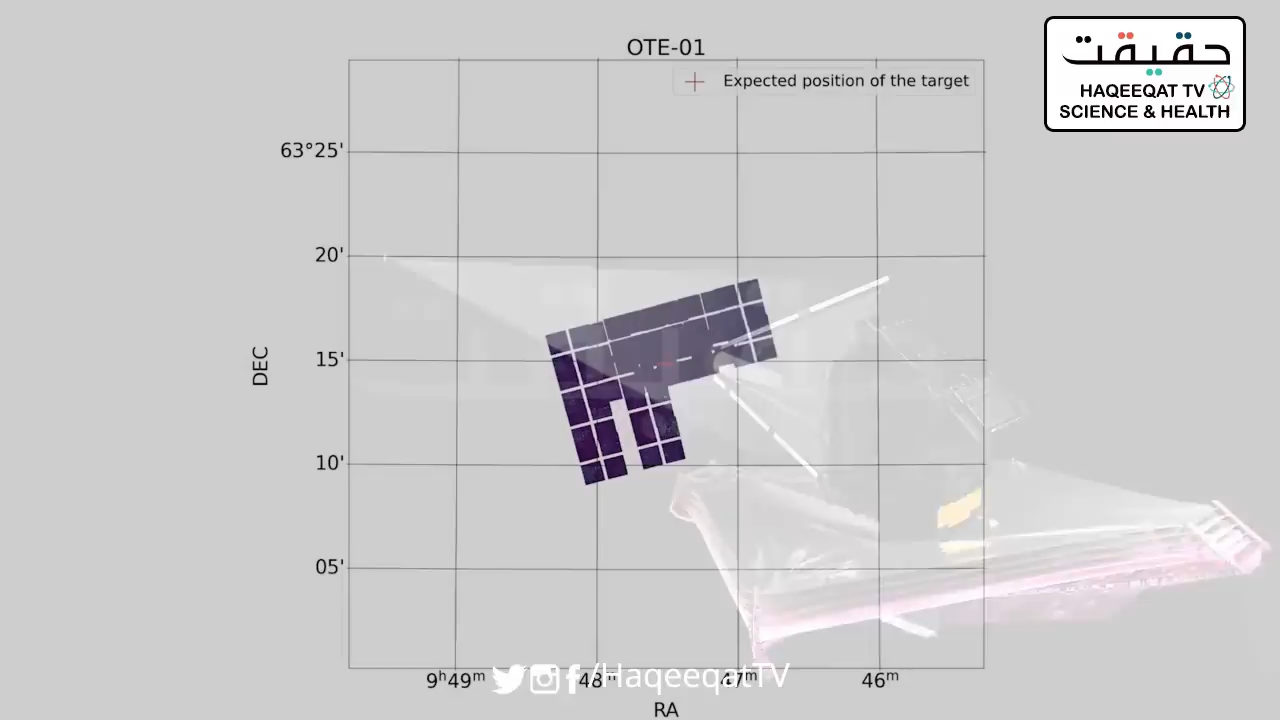 OTE-01
Expected position of the target
حقیقت
HAQEEQAT TV
SCIENCE & HEALTH
63°25'
20'
15'
10'
05'
DEC
9ʰ49ᵐ
48ᵐ
47ᵐ
46ᵐ
/HaqeeqatTV
RA